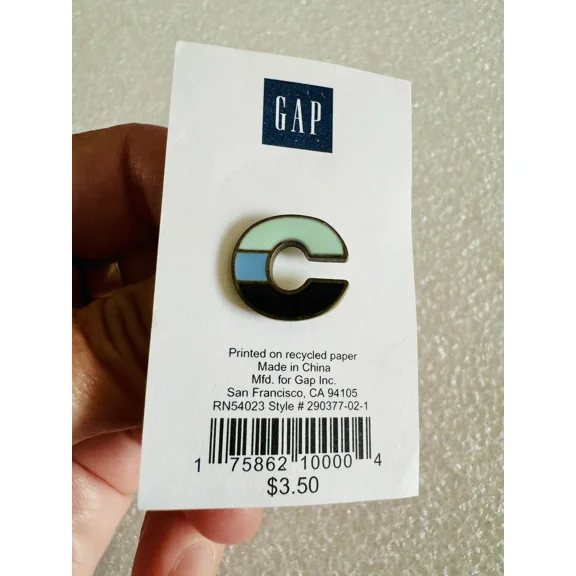 GAP
C
Printed on recycled paper
Made in China
Mfd. for Gap Inc.
San Francisco, CA 94105
RN54023 Style # 290377-02-1
1 75862 10000 4
$3.50